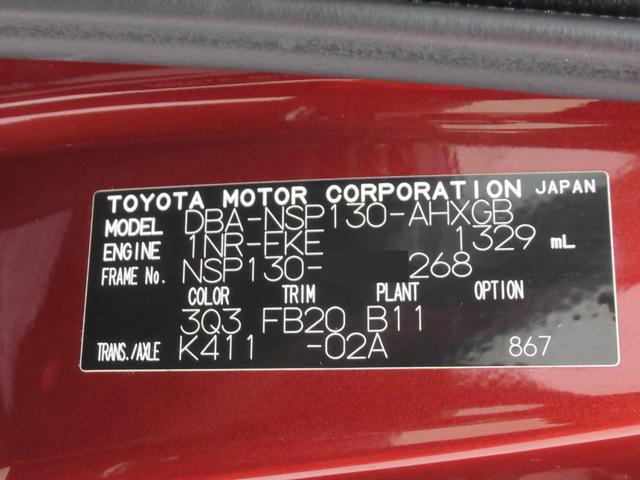 TOYOTA MOTOR CORPORATION JAPAN
MODEL DBA-NSP130-AHXGB
ENGINE 1NR-FKE 1329 mL
FRAME No. NSP130- 268
COLOR TRIM PLANT OPTION
3Q3 FB20 B11
TRANS./AXLE K411 -02A 867